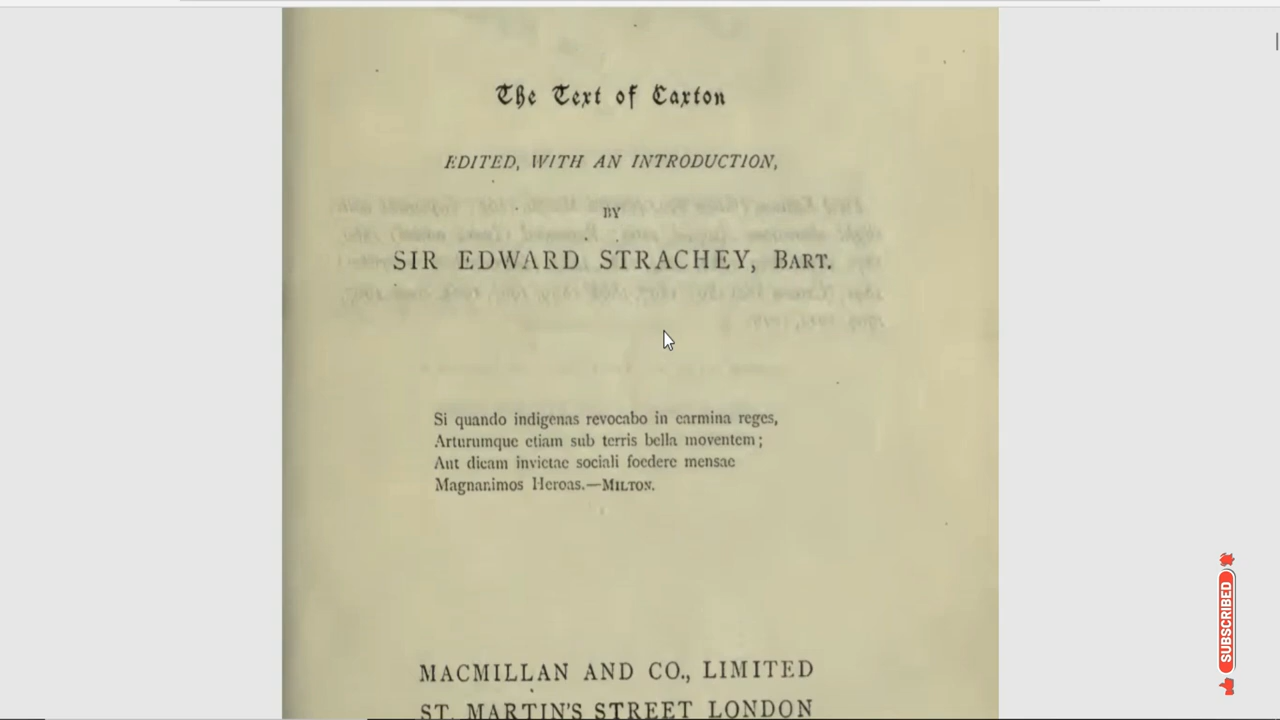 The Text of Caxton
EDITED, WITH AN INTRODUCTION,
BY
SIR EDWARD STRACHEY, BART.
Si quando indigenas revocabo in carmina reges,
Arturumque etiam sub terris bella moventem;
Aut dicam invictae sociali foedere mensae
Magnanimos Heroas.—MILTON.
MACMILLAN AND CO., LIMITED
ST. MARTIN'S STREET LONDON
SUBSCRIBED